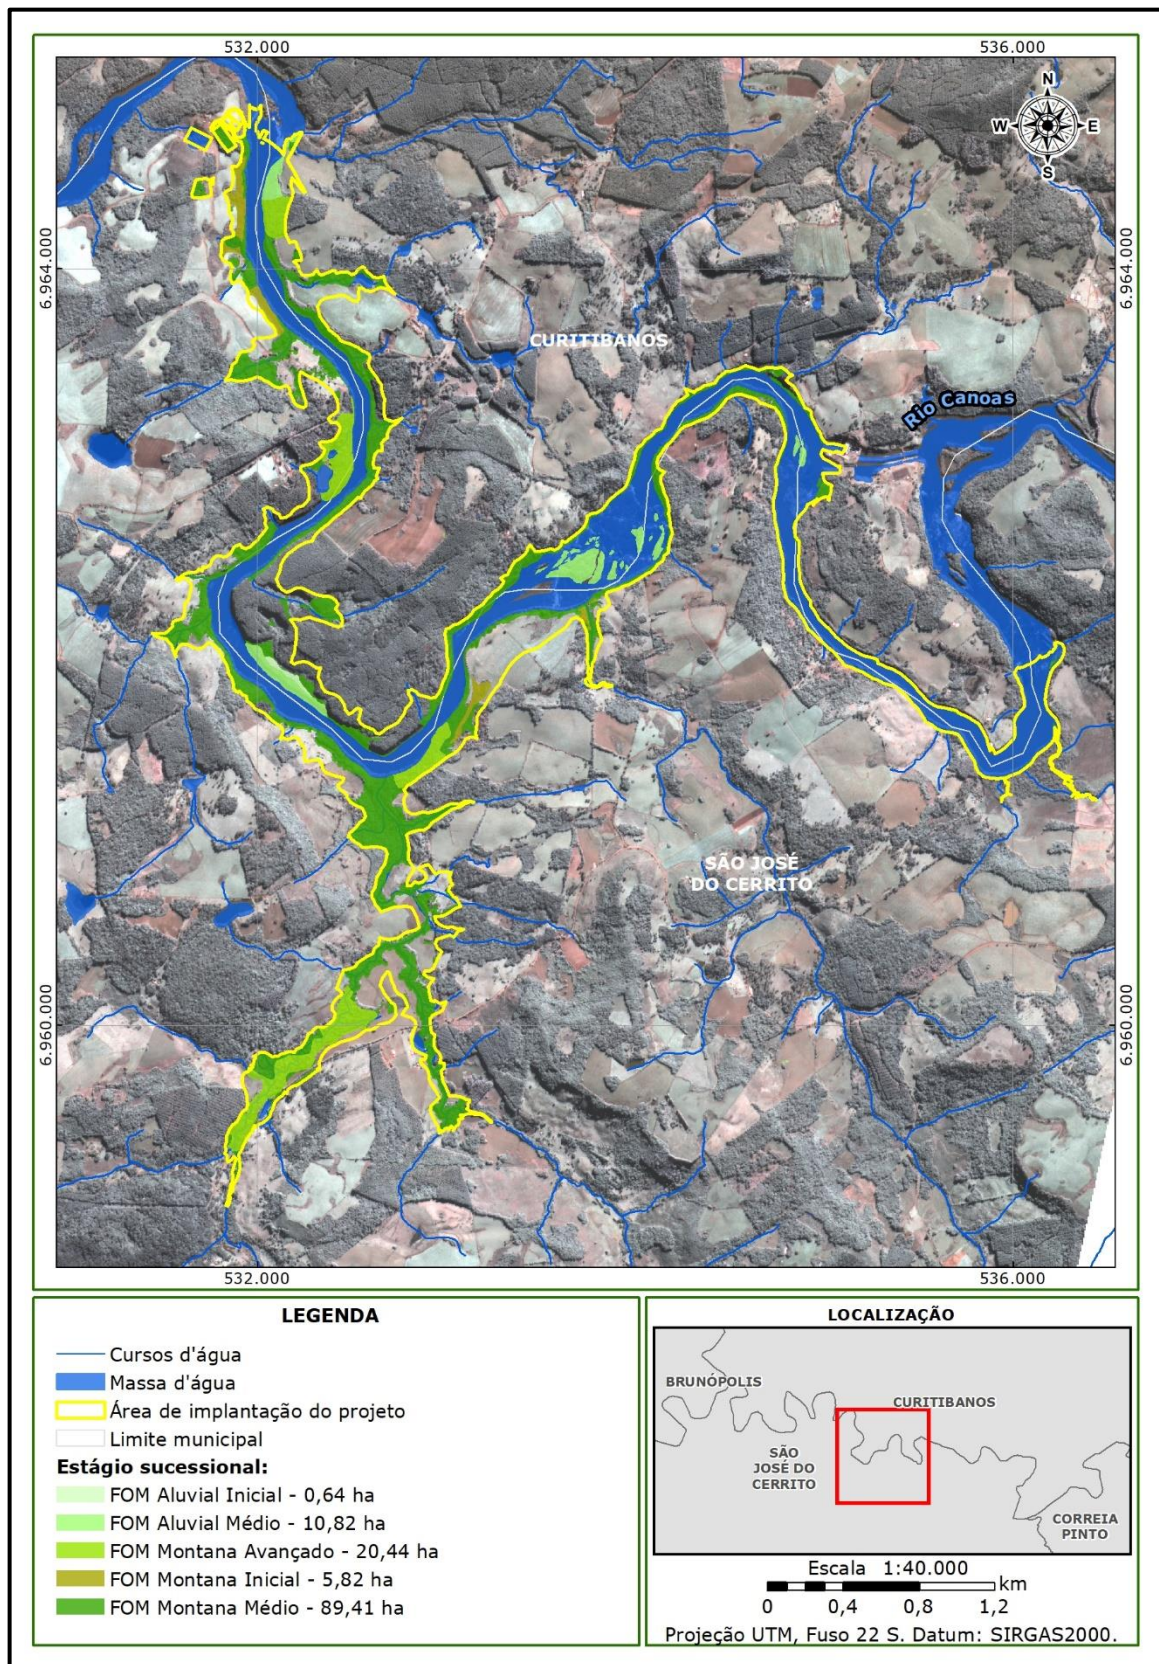 532.000
536.000
N
W
E
S
6.964.000
6.964.000
CURITIBANOS
Rio Canoas
SÃO JOSÉ
DO CERRITO
6.960.000
6.960.000
532.000
536.000
LEGENDA
Cursos d'água
Massa d'água
Área de implantação do projeto
Limite municipal
Estágio sucessional:
FOM Aluvial Inicial - 0,64 ha
FOM Aluvial Médio - 10,82 ha
FOM Montana Avançado - 20,44 ha
FOM Montana Inicial - 5,82 ha
FOM Montana Médio - 89,41 ha
LOCALIZAÇÃO
BRUNÓPOLIS
CURITIBANOS
SÃO
JOSÉ DO
CERRITO
CORREIA
PINTO
Escala 1:40.000
km
0 0,4 0,8 1,2
Projeção UTM, Fuso 22 S. Datum: SIRGAS2000.